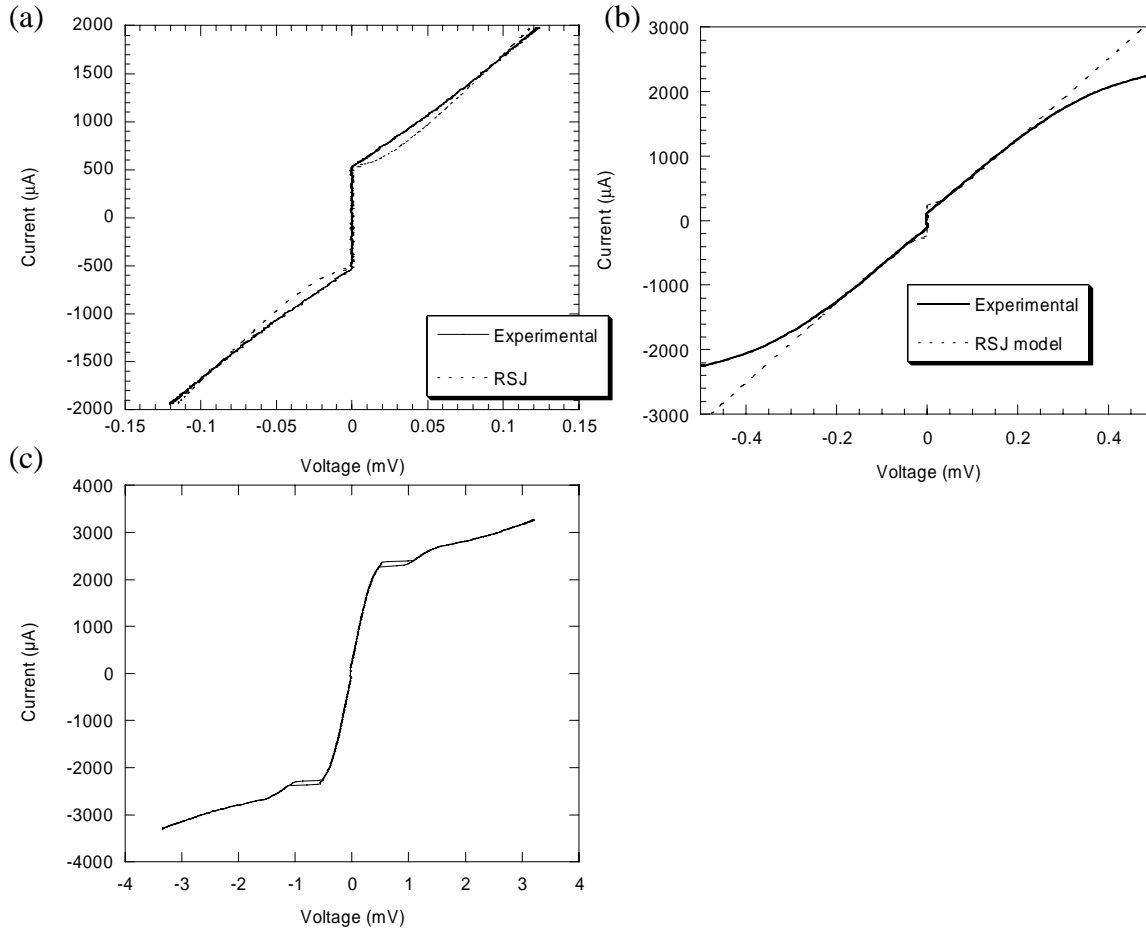 (a)
2000
1500
1000
500
0
-500
-1000
-1500
-2000
Current (µA)
-0.15 -0.1 -0.05 0 0.05 0.1 0.15
Voltage (mV)
Experimental
RSJ
(b)
3000
2000
1000
0
-1000
-2000
-3000
Current (µA)
-0.4 -0.2 0 0.2 0.4
Voltage (mV)
Experimental
RSJ model
(c)
4000
3000
2000
1000
0
-1000
-2000
-3000
-4000
Current (µA)
-4 -3 -2 -1 0 1 2 3 4
Voltage (mV)